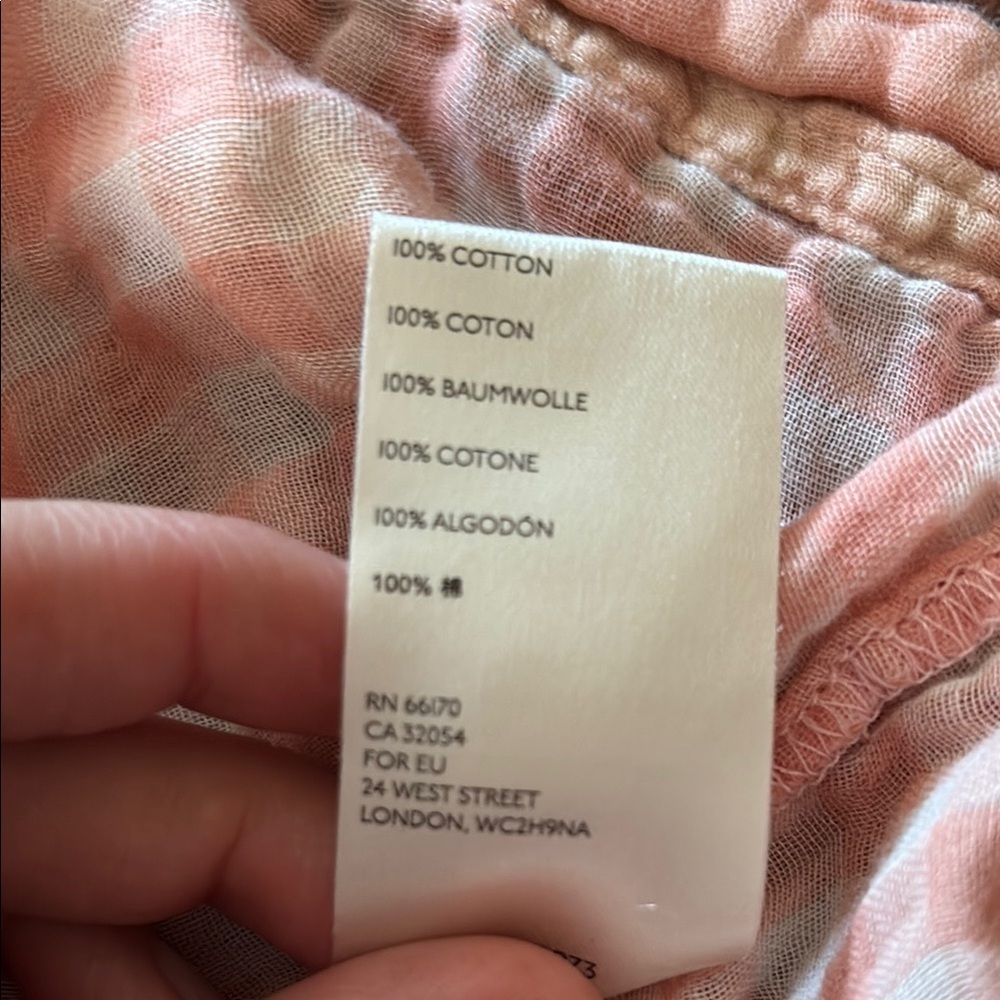 100% COTTON
100% COTON
100% BAUMWOLLE
100% COTONE
100% ALGODÓN
100% 棉
RN 66170
CA 32054
FOR EU
24 WEST STREET
LONDON, WC2H9NA